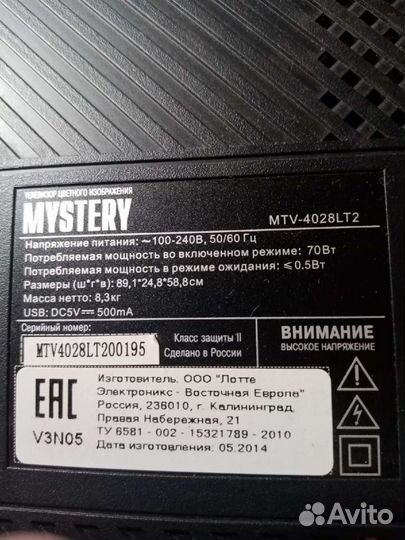 ТЕЛЕВИЗОР ЦВЕТНОГО ИЗОБРАЖЕНИЯ
MYSTERY
MTV-4028LT2
Напряжение питания: ~100-240В, 50/60 Гц
Потребляемая мощность во включенном режиме: 70Вт
Потребляемая мощность в режиме ожидания: ≤0.5Вт
Размеры (ш*г*в): 89,1*24,8*58,8см
Масса нетто: 8,3кг
USB: DC5V⎓500mA
Серийный номер:
MTV4028LT200195
Класс защиты II
Сделано в России
ВНИМАНИЕ
ВЫСОКОЕ НАПРЯЖЕНИЕ
EAC
V3N05
Изготовитель: ООО "Лотте
Электроникс - Восточная Европа"
Россия, 236010, г. Калининград,
Правая Набережная, 21
ТУ 6581 - 002 - 15321789 - 2010
Дата изготовления: 05.2014
Avito